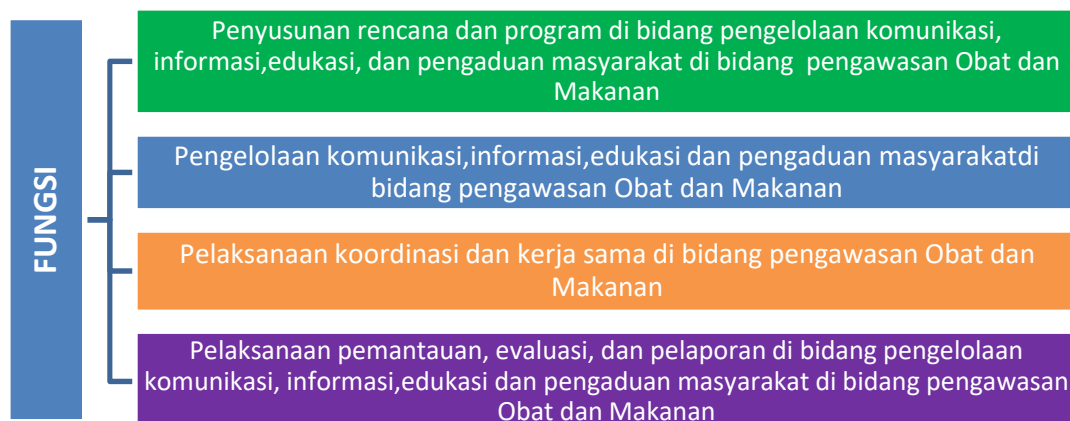 FUNGSI
Penyusunan rencana dan program di bidang pengelolaan komunikasi,
informasi,edukasi, dan pengaduan masyarakat di bidang pengawasan Obat dan
Makanan
Pengelolaan komunikasi,informasi,edukasi dan pengaduan masyarakatdi
bidang pengawasan Obat dan Makanan
Pelaksanaan koordinasi dan kerja sama di bidang pengawasan Obat dan
Makanan
Pelaksanaan pemantauan, evaluasi, dan pelaporan di bidang pengelolaan
komunikasi, informasi,edukasi dan pengaduan masyarakat di bidang pengawasan
Obat dan Makanan